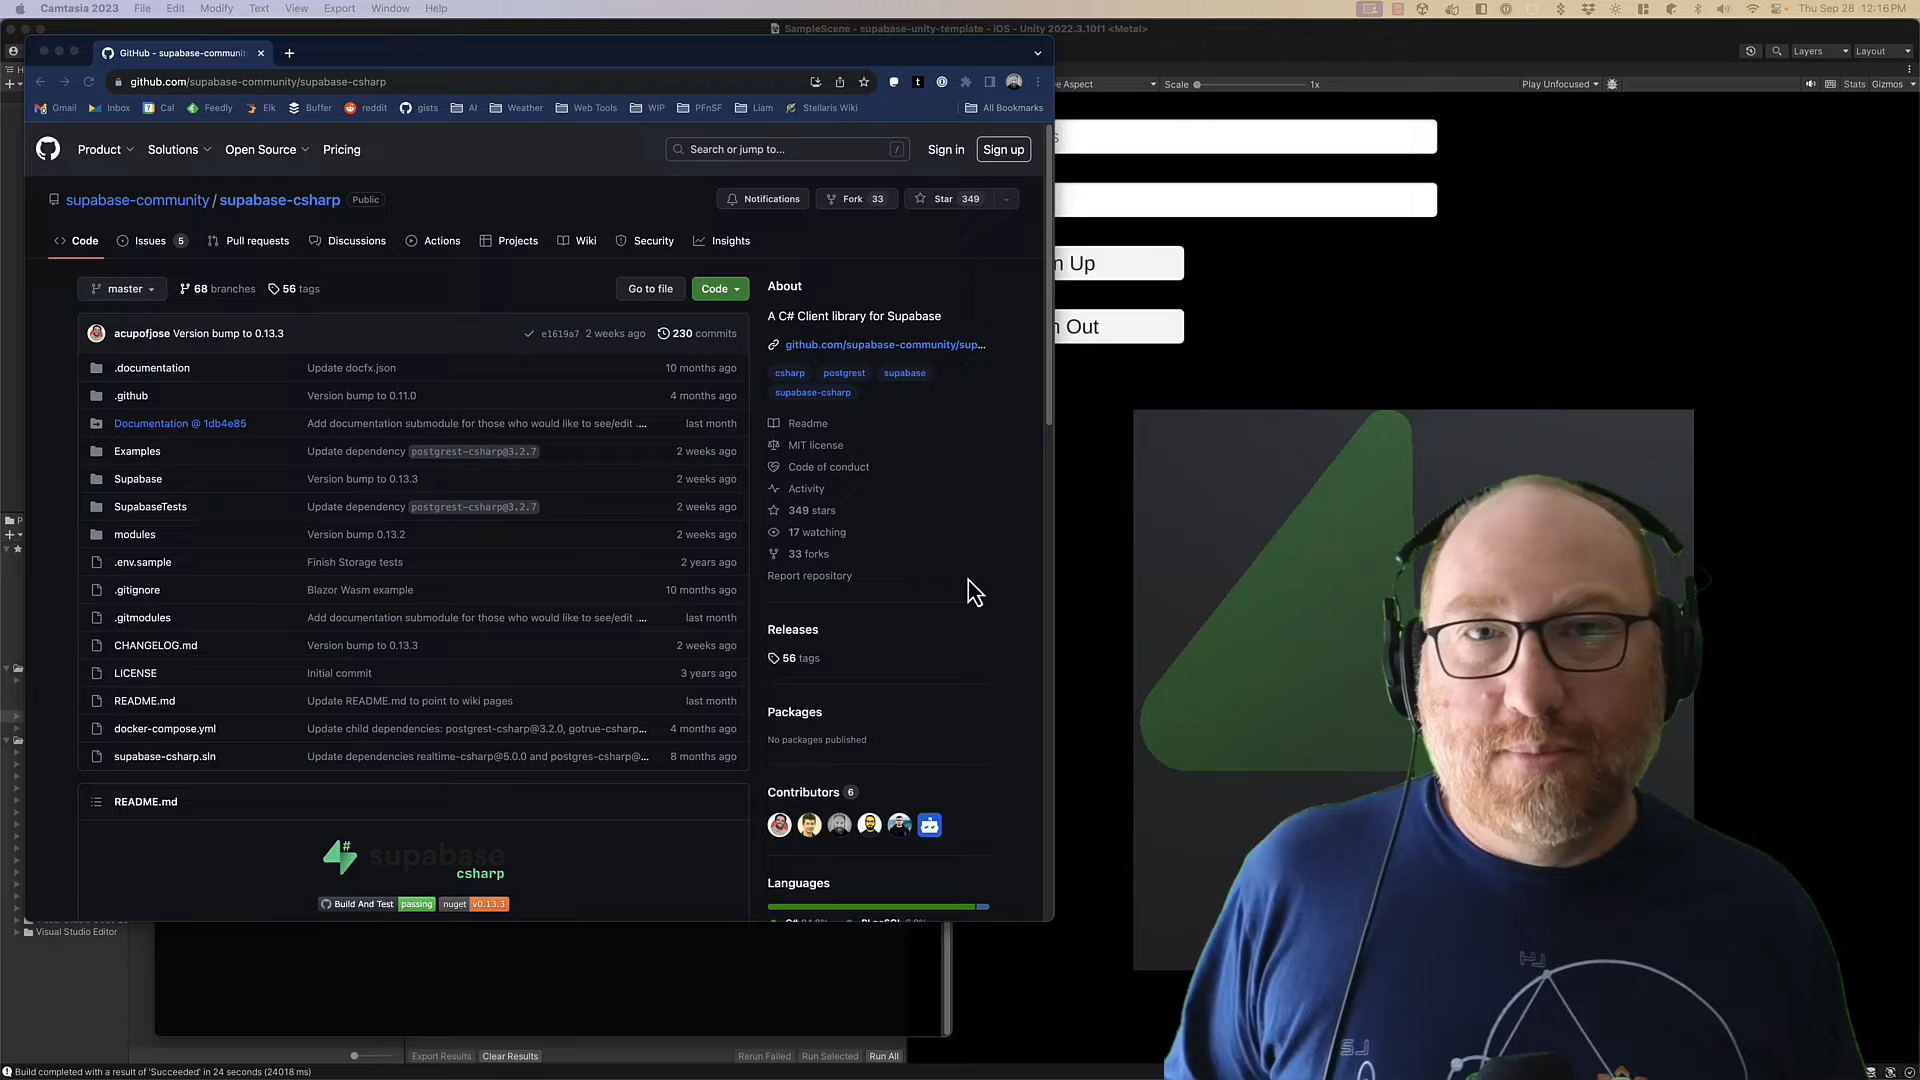 Camtasia 2023 File Edit Modify Text View Export Window Help
Thu Sep 28 12:16 PM
SampleScene - supabase-unity-template - iOS - Unity 2022.3.10f1 <Metal>
GitHub - supabase-communit
Layers Layout
github.com/supabase-community/supabase-csharp
e Aspect Scale 1x Play Unfocused Stats Gizmos
Gmail Inbox Cal Feedly Elk Buffer reddit gists AI Weather Web Tools WIP PFnSF Liam Stellaris Wiki All Bookmarks
Product Solutions Open Source Pricing Search or jump to... / Sign in Sign up
s
supabase-community / supabase-csharp Public Notifications Fork 33 Star 349
Code Issues 5 Pull requests Discussions Actions Projects Wiki Security Insights
n Up
n Out
master 68 branches 56 tags Go to file Code
acupofjose Version bump to 0.13.3 e1619a7 2 weeks ago 230 commits
.documentation Update docfx.json 10 months ago
.github Version bump to 0.11.0 4 months ago
Documentation @ 1db4e85 Add documentation submodule for those who would like to see/edit .... last month
Examples Update dependency postgrest-csharp@3.2.7 2 weeks ago
Supabase Version bump to 0.13.3 2 weeks ago
SupabaseTests Update dependency postgrest-csharp@3.2.7 2 weeks ago
modules Version bump 0.13.2 2 weeks ago
.env.sample Finish Storage tests 2 years ago
.gitignore Blazor Wasm example 10 months ago
.gitmodules Add documentation submodule for those who would like to see/edit .... last month
CHANGELOG.md Version bump to 0.13.3 2 weeks ago
LICENSE Initial commit 3 years ago
README.md Update README.md to point to wiki pages last month
docker-compose.yml Update child dependencies: postgrest-csharp@3.2.0, gotrue-csharp... 4 months ago
supabase-csharp.sln Update dependencies realtime-csharp@5.0.0 and postgres-csharp@... 8 months ago
README.md
# supabase
csharp
Build And Test passing nuget v0.13.3
About
A C# Client library for Supabase
github.com/supabase-community/sup...
csharp postgrest supabase
supabase-csharp
Readme
MIT license
Code of conduct
Activity
349 stars
17 watching
33 forks
Report repository
Releases
56 tags
Packages
No packages published
Contributors 6
Languages
Visual Studio Editor
Export Results Clear Results Rerun Failed Run Selected Run All
Build completed with a result of 'Succeeded' in 24 seconds (24018 ms)